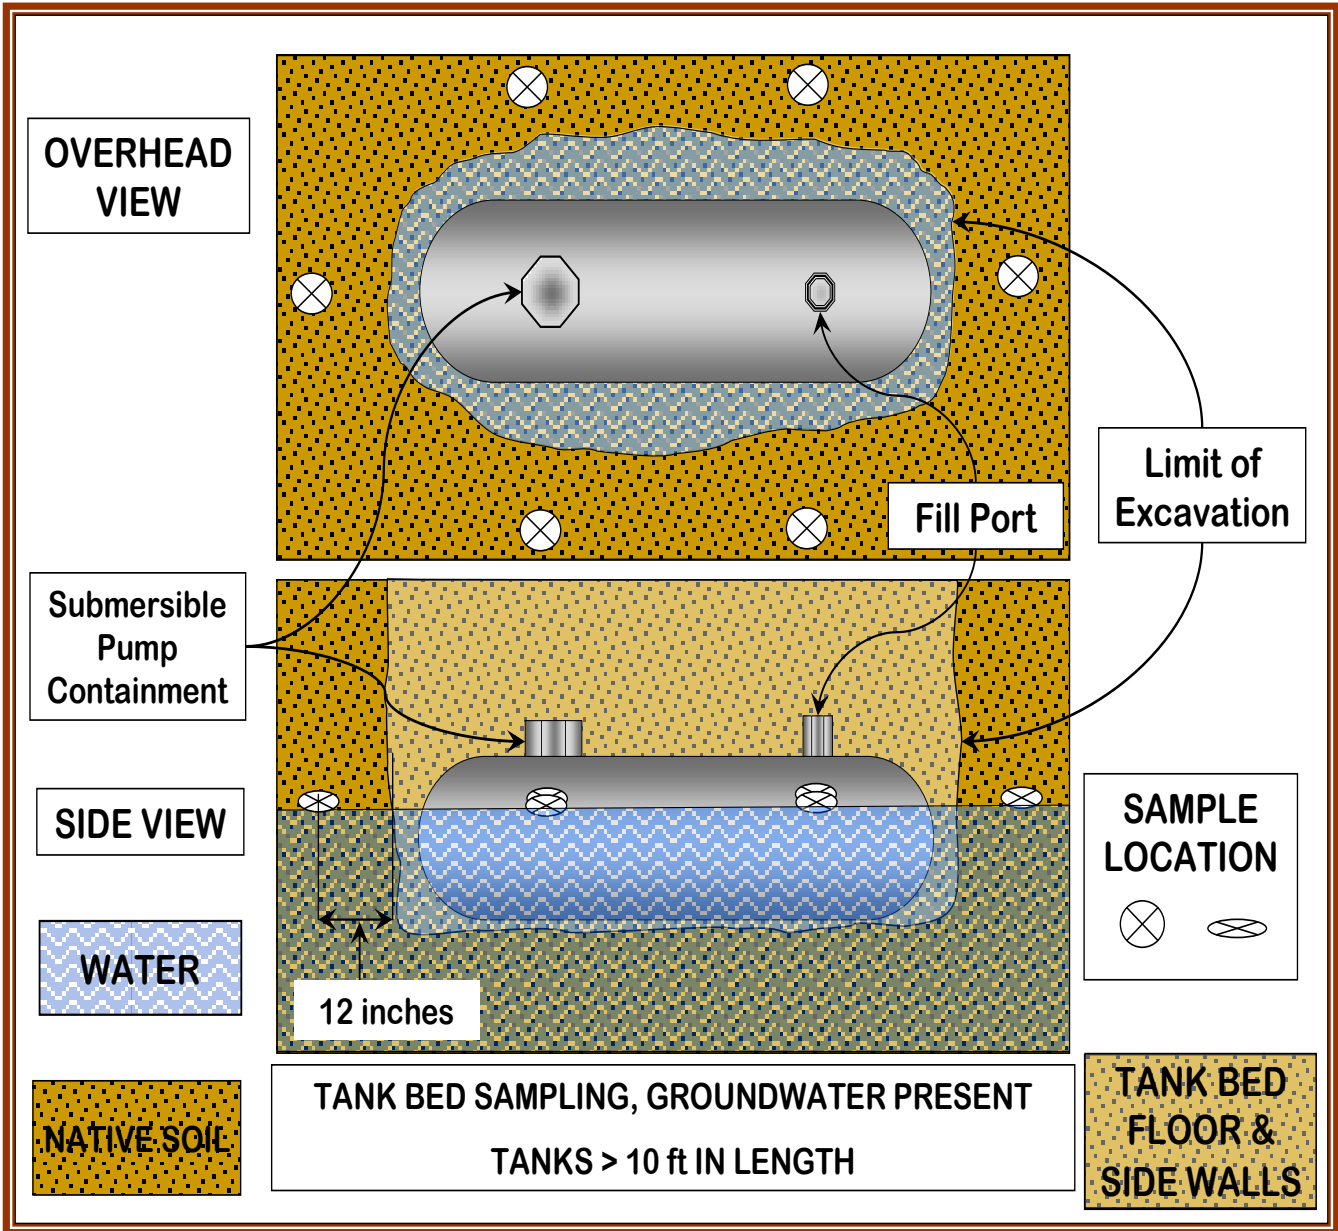 OVERHEAD
VIEW
Limit of
Excavation
Fill Port
Submersible
Pump
Containment
SIDE VIEW
SAMPLE
LOCATION
WATER
12 inches
NATIVE SOIL
TANK BED SAMPLING, GROUNDWATER PRESENT
TANKS > 10 ft IN LENGTH
TANK BED
FLOOR &
SIDE WALLS